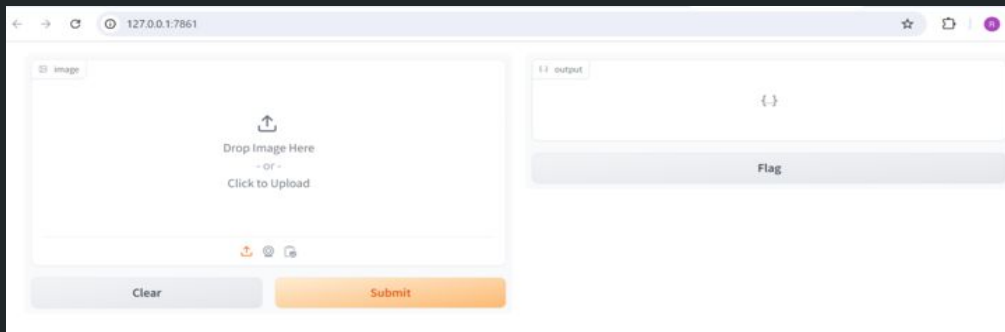 127.0.0.1:7861
image
Drop Image Here
- or -
Click to Upload
Clear
Submit
output
{..}
Flag
R